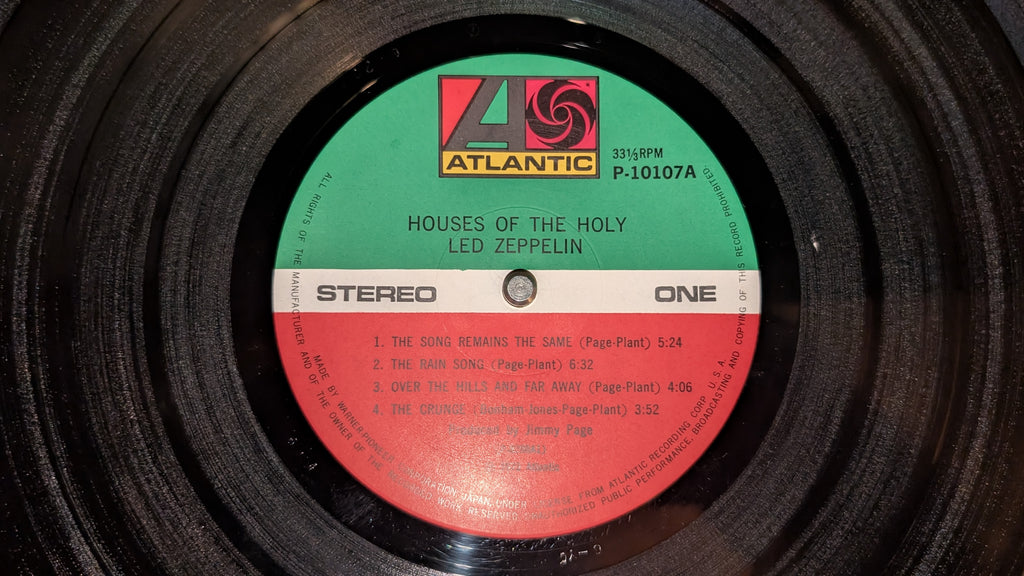 ATLANTIC
33⅓RPM
P-10107A
HOUSES OF THE HOLY
LED ZEPPELIN
STEREO
ONE
1. THE SONG REMAINS THE SAME (Page-Plant) 5:24
2. THE RAIN SONG (Page-Plant) 6:32
3. OVER THE HILLS AND FAR AWAY (Page-Plant) 4:06
4. THE CRUNGE (Bonham-Jones-Page-Plant) 3:52
Produced by Jimmy Page
ALL RIGHTS OF THE MANUFACTURER AND OF THE OWNER OF THE RECORDED WORK RESERVED. UNAUTHORIZED PUBLIC PERFORMANCE, BROADCASTING AND COPYING OF THIS RECORD PROHIBITED.
MADE BY WARNER-PIONEER CORPORATION, JAPAN, UNDER LICENSE FROM ATLANTIC RECORDING CORP. U.S.A.